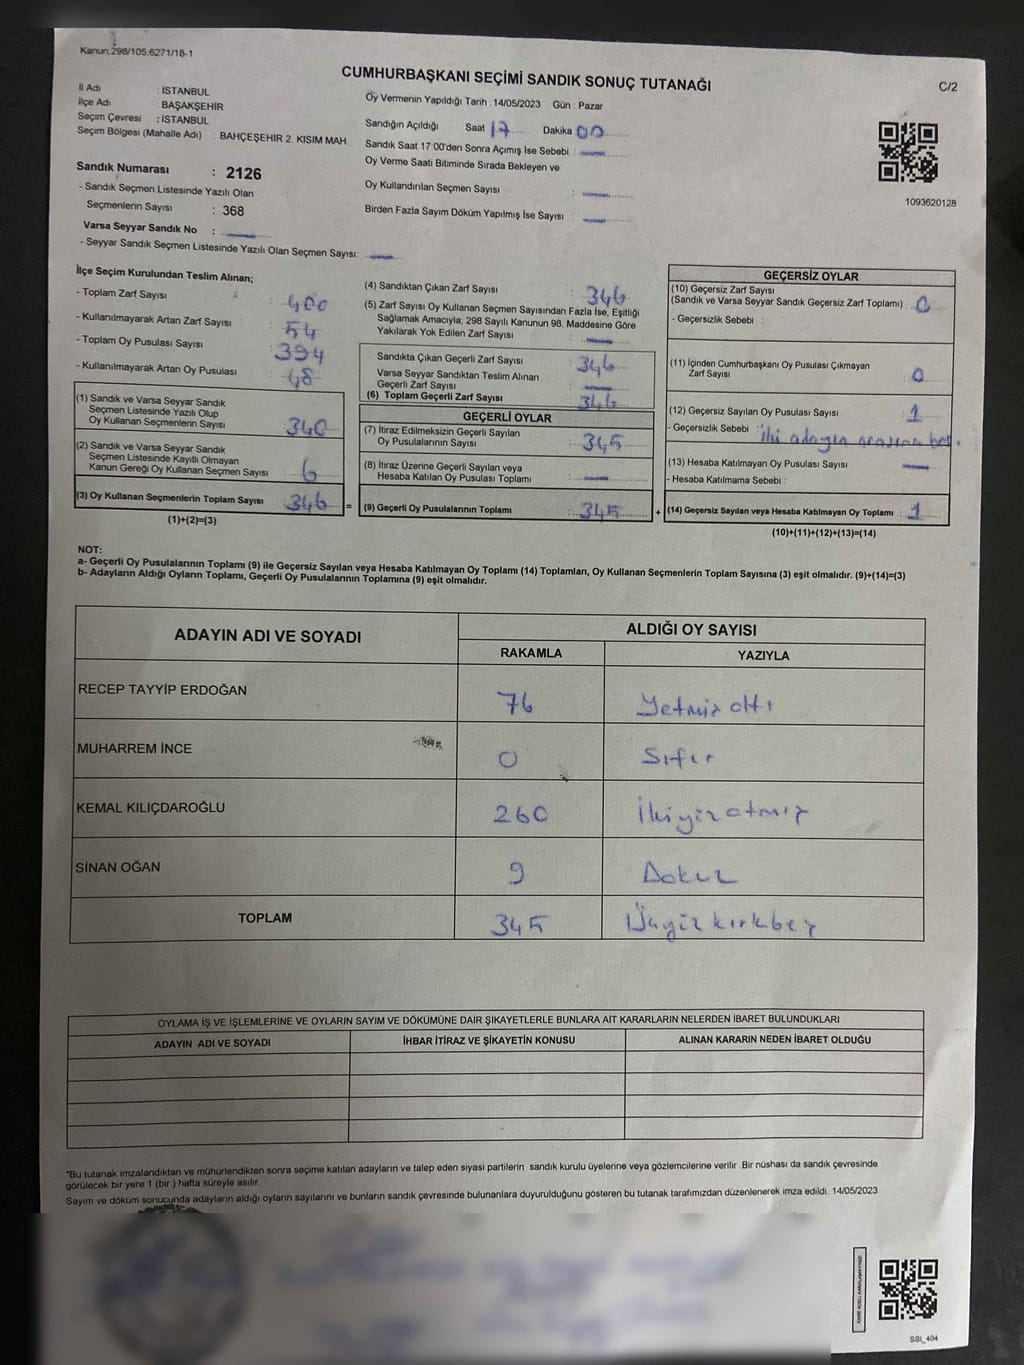 Kanun:298/105,6271/18-1
CUMHURBAŞKANI SEÇİMİ SANDIK SONUÇ TUTANAĞI
C/2
İl Adı : İSTANBUL
İlçe Adı : BAŞAKŞEHİR
Seçim Çevresi : İSTANBUL
Seçim Bölgesi (Mahalle Adı) : BAHÇEŞEHİR 2. KISIM MAH.
Sandık Numarası : 2126
- Sandık Seçmen Listesinde Yazılı Olan
Seçmenlerin Sayısı : 368
Varsa Seyyar Sandık No :
- Seyyar Sandık Seçmen Listesinde Yazılı Olan Seçmen Sayısı:
Oy Vermenin Yapıldığı Tarih : 14/05/2023 Gün : Pazar
Sandığın Açıldığı Saat 17 Dakika 00
Sandık Saat 17:00'den Sonra Açımış İse Sebebi :
Oy Verme Saati Bitiminde Sırada Bekleyen ve
Oy Kullandırılan Seçmen Sayısı :
Birden Fazla Sayım Döküm Yapılmış İse Sayısı :
1093620128
İlçe Seçim Kurulundan Teslim Alınan;
- Toplam Zarf Sayısı : 400
- Kullanılmayarak Artan Zarf Sayısı : 54
- Toplam Oy Pusulası Sayısı : 394
- Kullanılmayarak Artan Oy Pusulası : 48
(1) Sandık ve Varsa Seyyar Sandık
Seçmen Listesinde Yazılı Olup
Oy Kullanan Seçmenlerin Sayısı : 340
(2) Sandık ve Varsa Seyyar Sandık
Seçmen Listesinde Kayıtlı Olmayan
Kanun Gereği Oy Kullanan Seçmen Sayısı : 6
(3) Oy Kullanan Seçmenlerin Toplam Sayısı : 346 =
(1)+(2)=(3)
(4) Sandıktan Çıkan Zarf Sayısı : 346
(5) Zarf Sayısı Oy Kullanan Seçmen Sayısından Fazla İse, Eşitliği
Sağlamak Amacıyla, 298 Sayılı Kanunun 98. Maddesine Göre
Yakılarak Yok Edilen Zarf Sayısı :
Sandıkta Çıkan Geçerli Zarf Sayısı : 346
Varsa Seyyar Sandıktan Teslim Alınan
Geçerli Zarf Sayısı :
(6) Toplam Geçerli Zarf Sayısı : 346
GEÇERLİ OYLAR
(7) İtiraz Edilmeksizin Geçerli Sayılan
Oy Pusulalarının Sayısı : 345
(8) İtiraz Üzerine Geçerli Sayılan veya
Hesaba Katılan Oy Pusulası Toplamı :
(9) Geçerli Oy Pusulalarının Toplamı : 345 +
GEÇERSİZ OYLAR
(10) Geçersiz Zarf Sayısı
(Sandık ve Varsa Seyyar Sandık Geçersiz Zarf Toplamı) : 0
- Geçersizlik Sebebi :
(11) İçinden Cumhurbaşkanı Oy Pusulası Çıkmayan
Zarf Sayısı : 0
(12) Geçersiz Sayılan Oy Pusulası Sayısı : 1
- Geçersizlik Sebebi : iki adayın arasına
(13) Hesaba Katılmayan Oy Pusulası Sayısı :
- Hesaba Katılmama Sebebi :
(14) Geçersiz Sayılan veya Hesaba Katılmayan Oy Toplamı : 1
(10)+(11)+(12)+(13)=(14)
NOT:
a- Geçerli Oy Pusulalarının Toplamı (9) ile Geçersiz Sayılan veya Hesaba Katılmayan Oy Toplamı (14) Toplamları, Oy Kullanan Seçmenlerin Toplam Sayısına (3) eşit olmalıdır. (9)+(14)=(3)
b- Adayların Aldığı Oyların Toplamı, Geçerli Oy Pusulalarının Toplamına (9) eşit olmalıdır.
ADAYIN ADI VE SOYADI
ALDIĞI OY SAYISI
RAKAMLA YAZIYLA
RECEP TAYYİP ERDOĞAN 76 Yetmiş altı
MUHARREM İNCE 0 Sıfır
KEMAL KILIÇDAROĞLU 260 İkiyüz atmış
SİNAN OĞAN 9 Dokuz
TOPLAM 345 Üçyüz kırkbeş
OYLAMA İŞ VE İŞLEMLERİNE VE OYLARIN SAYIM VE DÖKÜMÜNE DAİR ŞİKAYETLERLE BUNLARA AİT KARARLARIN NELERDEN İBARET BULUNDUKLARI
ADAYIN ADI VE SOYADI İHBAR İTİRAZ VE ŞİKAYETİN KONUSU ALINAN KARARIN NEDEN İBARET OLDUĞU
*Bu tutanak imzalandıktan ve mühürlendikten sonra seçime katılan adayların ve talep eden siyasi partilerin sandık kurulu üyelerine veya gözlemcilerine verilir .Bir nüshası da sandık çevresinde
görülecek bir yere 1 (bir ) hafta süreyle asılır.
Sayım ve döküm sonucunda adayların aldığı oyların sayılarını ve bunların sandık çevresinde bulunanlara duyurulduğunu gösteren bu tutanak tarafımızdan düzenlenerek imza edildi. 14/05/2023
SSI_404